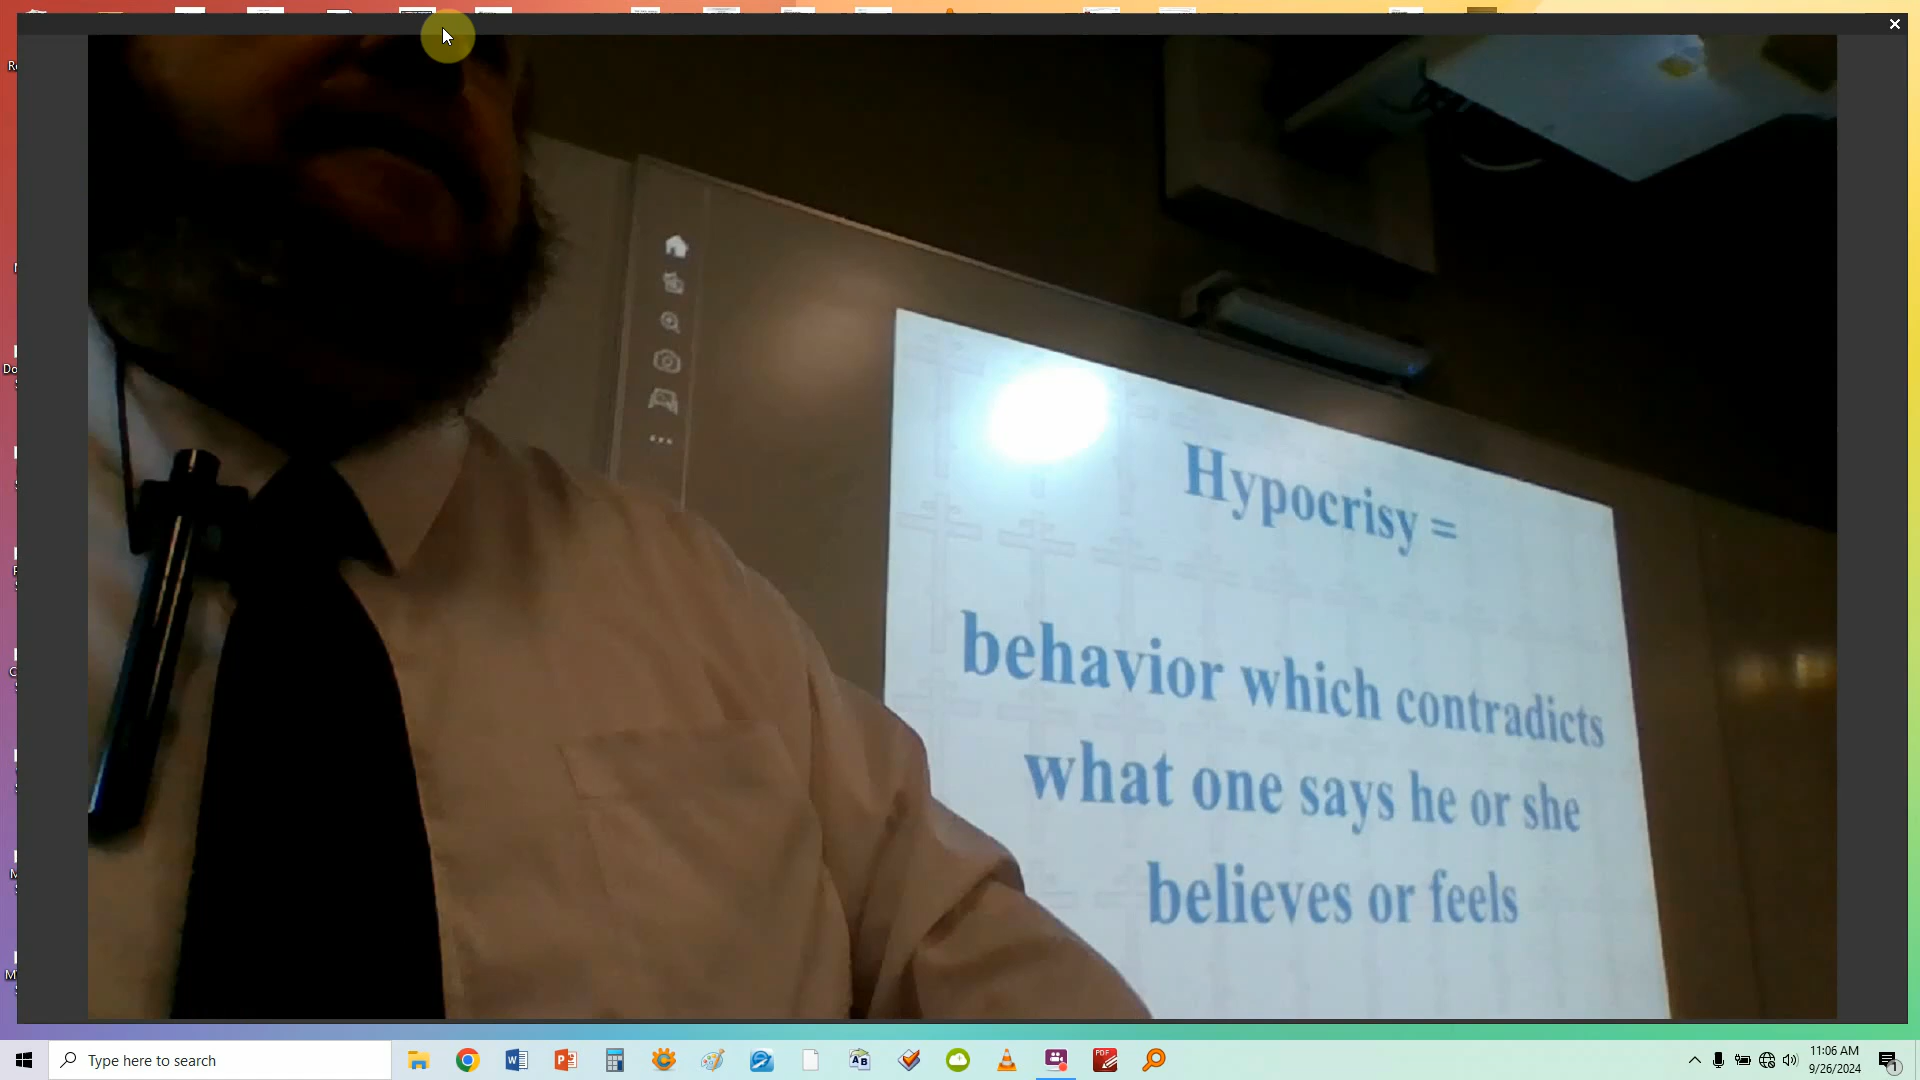 Hypocrisy =
behavior which contradicts
what one says he or she
believes or feels
Type here to search
11:06 AM
9/26/2024